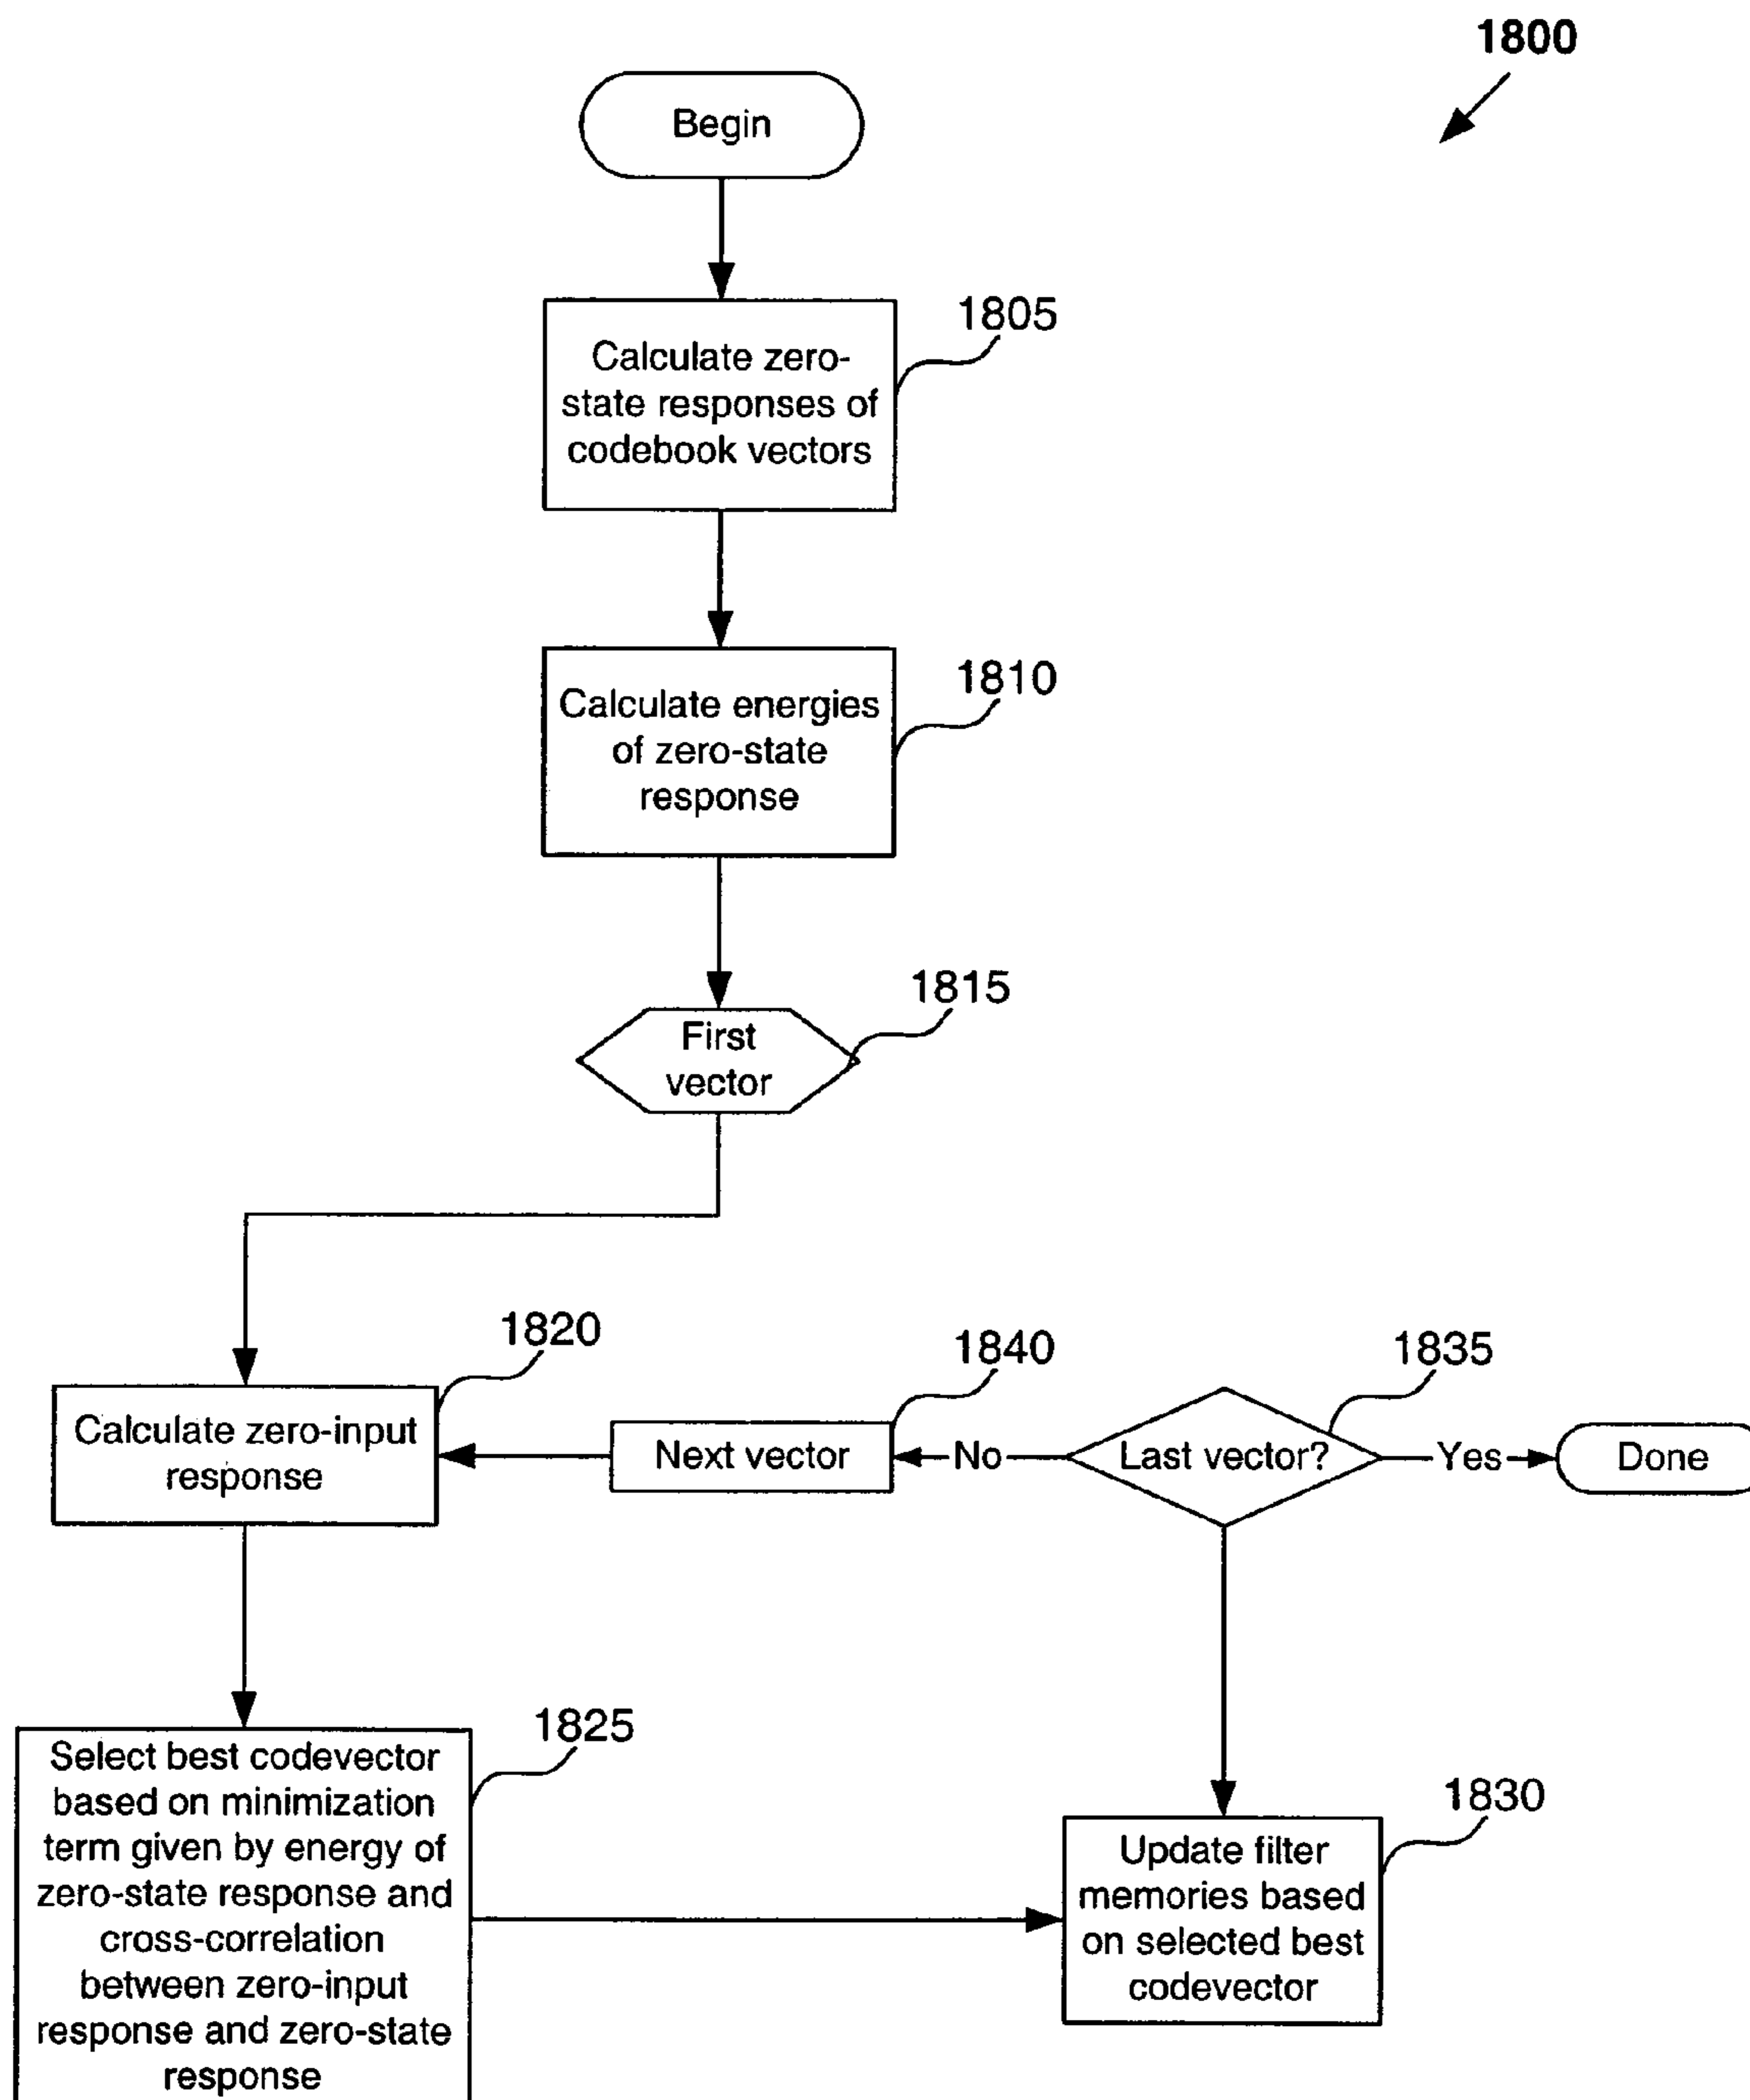 1800
Begin
1805
Calculate zero-
state responses of
codebook vectors
1810
Calculate energies
of zero-state
response
1815
First
vector
1820
Calculate zero-input
response
1840
Next vector
No
1835
Last vector?
Yes
Done
1825
Select best codevector
based on minimization
term given by energy of
zero-state response and
cross-correlation
between zero-input
response and zero-state
response
1830
Update filter
memories based
on selected best
codevector